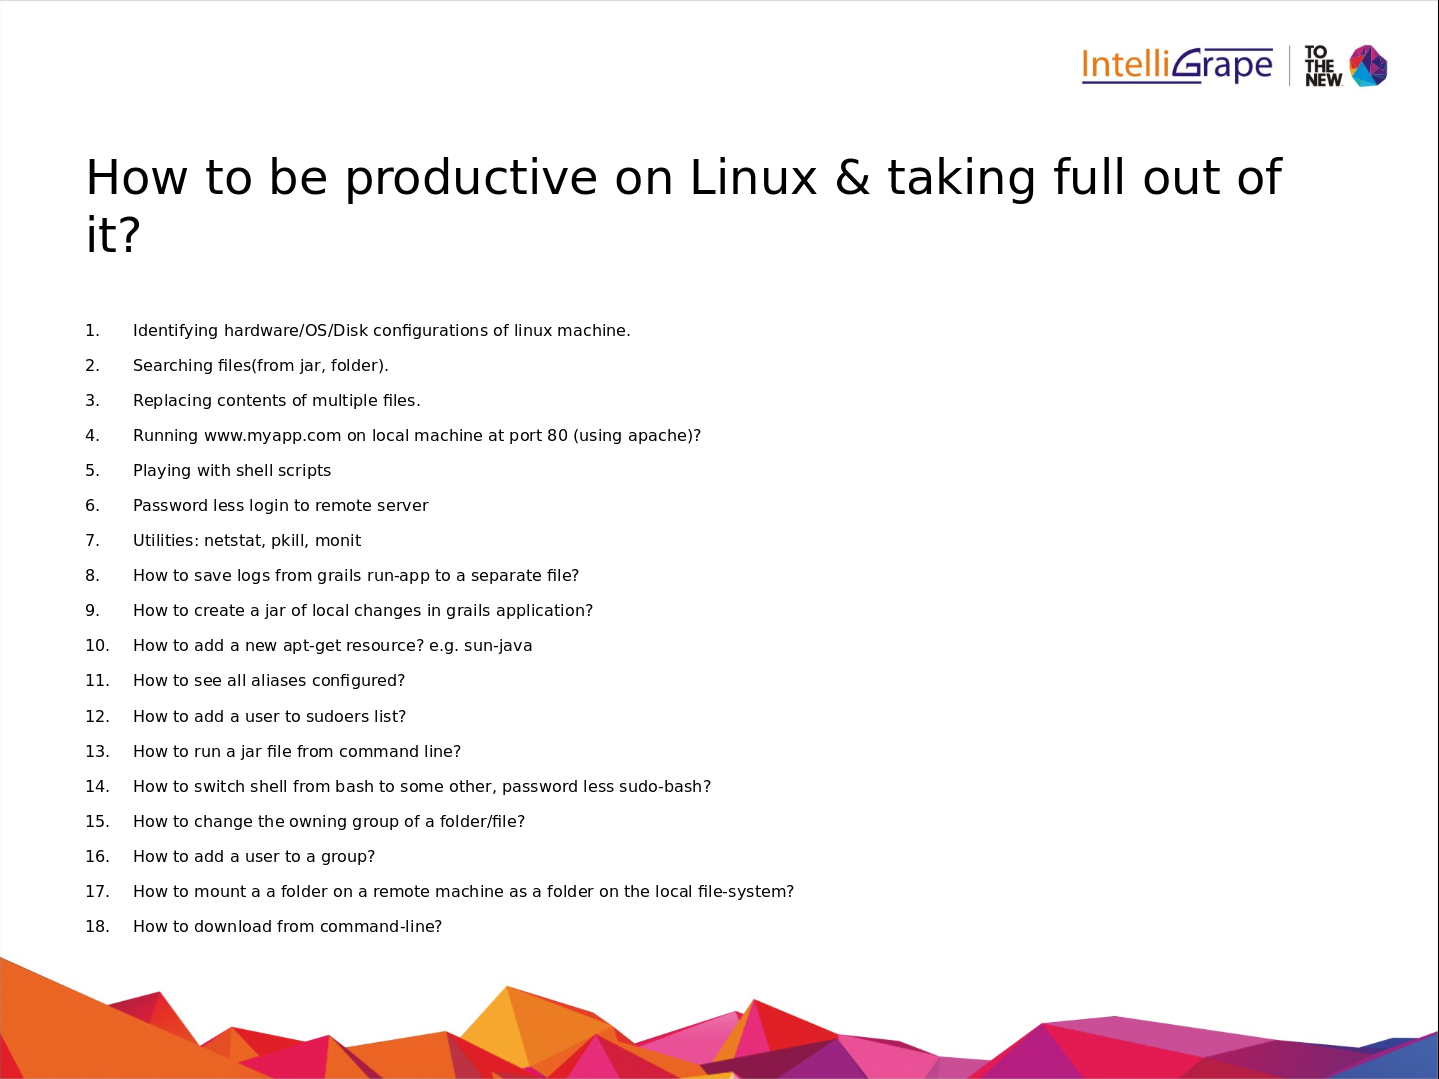 IntelliGrape
TO
THE
NEW
How to be productive on Linux & taking full out of
it?
1. Identifying hardware/OS/Disk configurations of linux machine.
2. Searching files(from jar, folder).
3. Replacing contents of multiple files.
4. Running www.myapp.com on local machine at port 80 (using apache)?
5. Playing with shell scripts
6. Password less login to remote server
7. Utilities: netstat, pkill, monit
8. How to save logs from grails run-app to a separate file?
9. How to create a jar of local changes in grails application?
10. How to add a new apt-get resource? e.g. sun-java
11. How to see all aliases configured?
12. How to add a user to sudoers list?
13. How to run a jar file from command line?
14. How to switch shell from bash to some other, password less sudo-bash?
15. How to change the owning group of a folder/file?
16. How to add a user to a group?
17. How to mount a a folder on a remote machine as a folder on the local file-system?
18. How to download from command-line?